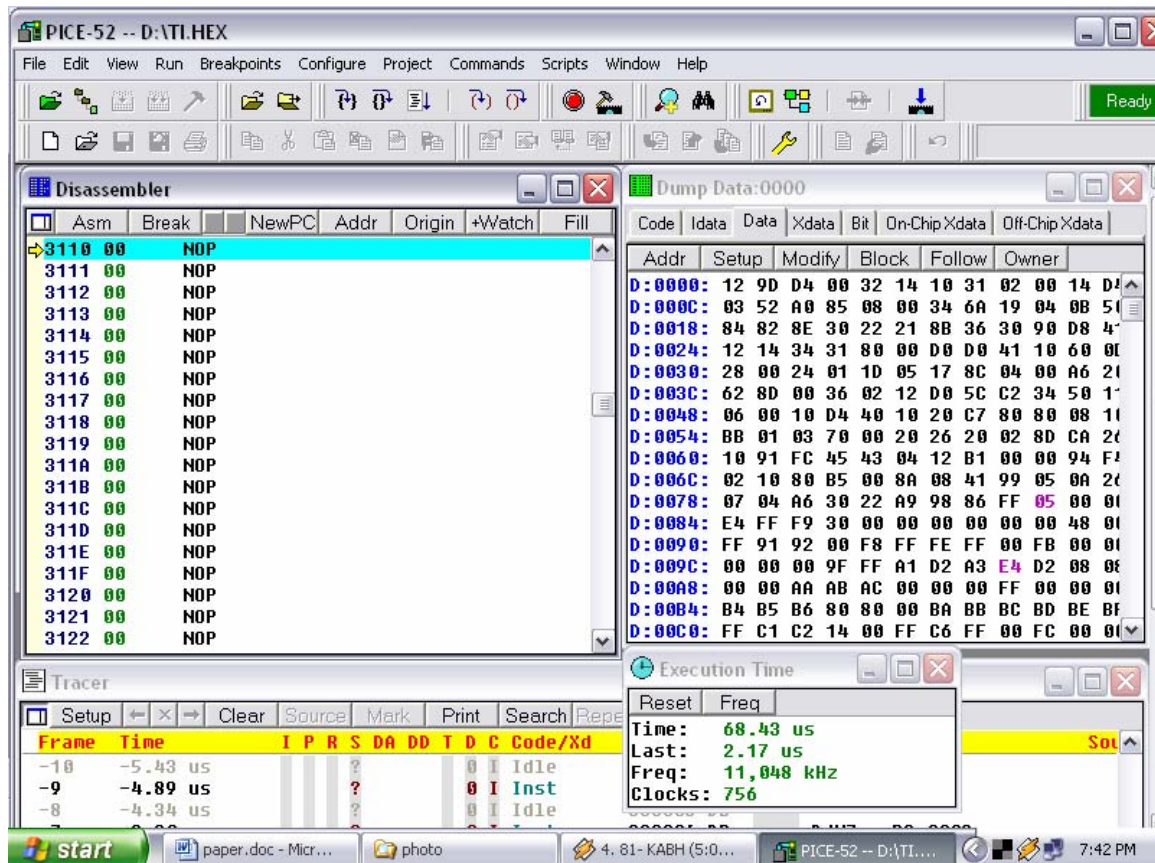 PICE-52 -- D:\TI.HEX
File Edit View Run Breakpoints Configure Project Commands Scripts Window Help
Ready
Disassembler
Asm Break NewPC Addr Origin +Watch Fill
3110 00 NOP
3111 00 NOP
3112 00 NOP
3113 00 NOP
3114 00 NOP
3115 00 NOP
3116 00 NOP
3117 00 NOP
3118 00 NOP
3119 00 NOP
311A 00 NOP
311B 00 NOP
311C 00 NOP
311D 00 NOP
311E 00 NOP
311F 00 NOP
3120 00 NOP
3121 00 NOP
3122 00 NOP
Dump Data:0000
Code Idata Data Xdata Bit On-Chip Xdata Off-Chip Xdata
Addr Setup Modify Block Follow Owner
D:0000: 12 9D D4 00 32 14 10 31 02 00 14
D:000C: 03 52 A0 85 08 00 34 6A 19 04 0B
D:0018: 84 82 8E 30 22 21 8B 36 30 90 D8
D:0024: 12 14 34 31 80 00 D0 D0 41 10 60
D:0030: 28 00 24 01 1D 05 17 8C 04 00 A6
D:003C: 62 8D 00 36 02 12 D0 5C C2 34 50
D:0048: 06 00 10 D4 40 10 20 C7 80 80 08
D:0054: BB 01 03 70 00 20 26 20 02 8D CA
D:0060: 10 91 FC 45 43 04 12 B1 00 00 94
D:006C: 02 10 80 B5 00 8A 08 41 99 05 0A
D:0078: 07 04 A6 30 22 A9 98 86 FF 05 00
D:0084: E4 FF F9 30 00 00 00 00 00 00 48
D:0090: FF 91 92 00 F8 FF FE FF 00 FB 00
D:009C: 00 00 00 9F FF A1 D2 A3 E4 D2 08
D:00A8: 00 00 AA AB AC 00 00 00 FF 00 00
D:00B4: B4 B5 B6 80 80 00 BA BB BC BD BE
D:00C0: FF C1 C2 14 00 FF C6 FF 00 FC 00
Tracer
Setup Clear Source Mark Print Search Repe
Frame Time I P R S DA DD T D C Code/Xd Sou
-10 -5.43 us ? 0 I Idle
-9 -4.89 us ? 0 I Inst
-8 -4.34 us ? 0 I Idle
Execution Time
Reset Freq
Time: 68.43 us
Last: 2.17 us
Freq: 11,048 kHz
Clocks: 756
start paper.doc - Micr... photo 4. 81- KABH (5:0... PICE-52 -- D:\TI.... 7:42 PM